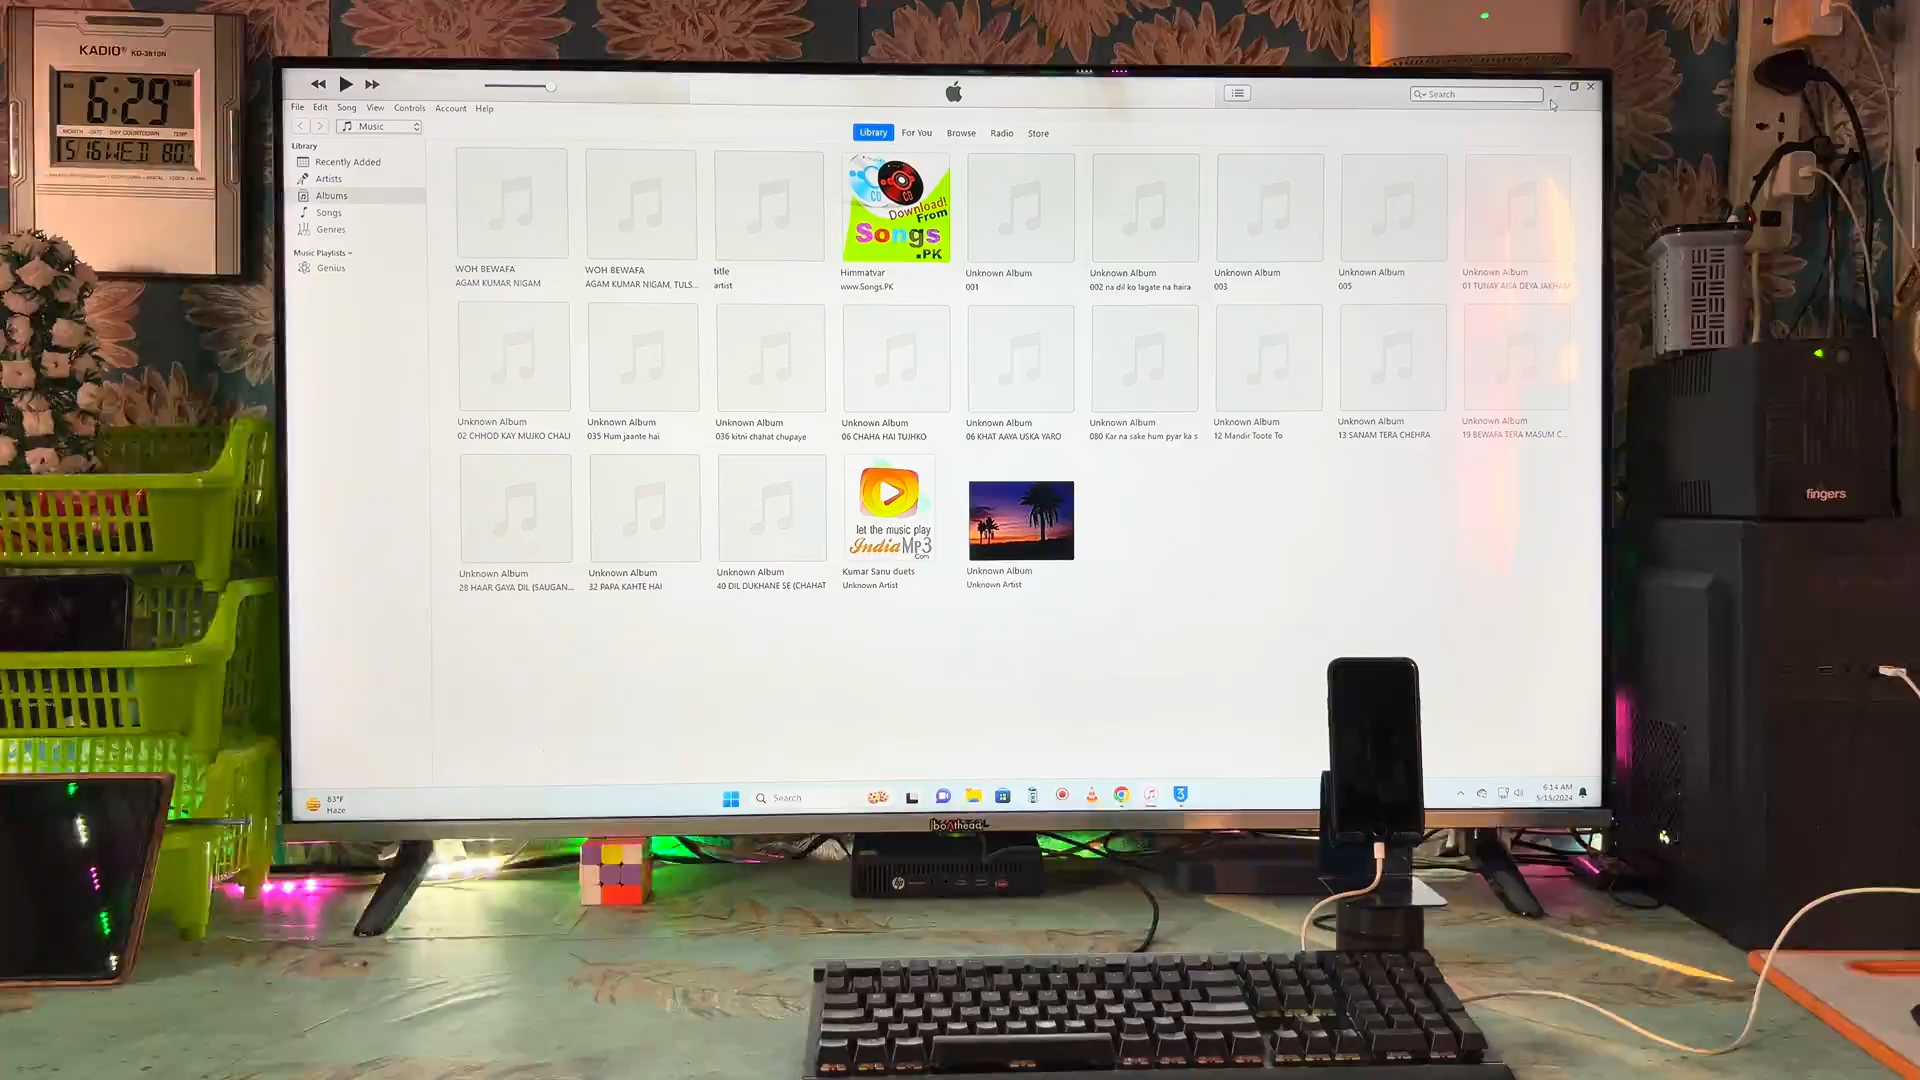 KADIO® KD-3810N
6:29
MONTH DATE DAY COUNTDOWN TEMP
5/16 WED 80
File Edit Song View Controls Account Help
Search
Music
Library For You Browse Radio Store
Library
Recently Added
Artists
Albums
Songs
Genres
Music Playlists
Genius
WOH BEWAFA
AGAM KUMAR NIGAM
WOH BEWAFA
AGAM KUMAR NIGAM, TULS...
title
artist
CD CD
Download!
From
Songs
.PK
Himmatvar
www.Songs.PK
Unknown Album
001
Unknown Album
002 na dil ko lagate na haira
Unknown Album
003
Unknown Album
005
Unknown Album
01 TUNAY AISA DEYA JAKHAM
Unknown Album
02 CHHOD KAY MUJKO CHALI
Unknown Album
035 Hum jaante hai
Unknown Album
036 kitni chahat chupaye
Unknown Album
06 CHAHA HAI TUJHKO
Unknown Album
06 KHAT AAYA USKA YARO
Unknown Album
080 Kar na sake hum pyar ka s
Unknown Album
12 Mandir Toote To
Unknown Album
13 SANAM TERA CHEHRA
Unknown Album
19 BEWAFA TERA MASUM C...
Unknown Album
28 HAAR GAYA DIL (SAUGAN...
Unknown Album
32 PAPA KAHTE HAI
Unknown Album
40 DIL DUKHANE SE (CHAHAT
let the music play
IndiaMp3
.Com
Kumar Sanu duets
Unknown Artist
Unknown Album
Unknown Artist
83°F
Haze
Search
3
6:14 AM
5/15/2024
hp
fingers